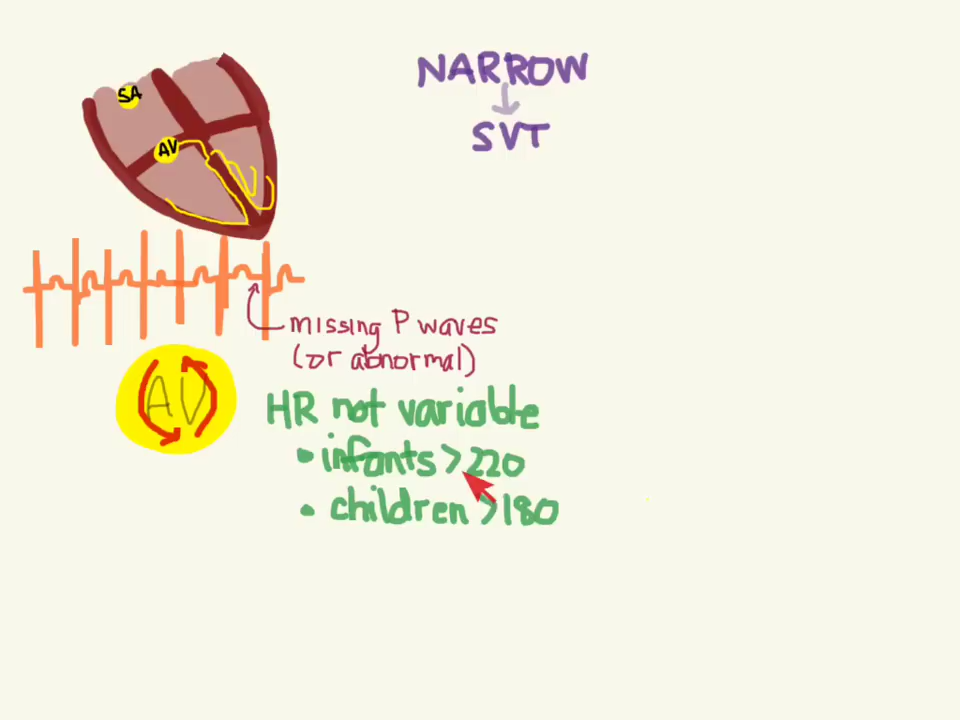 NARROW
SVT
SA
AV
missing P waves
(or abnormal)
AV
HR not variable
• infants > 220
• children > 180